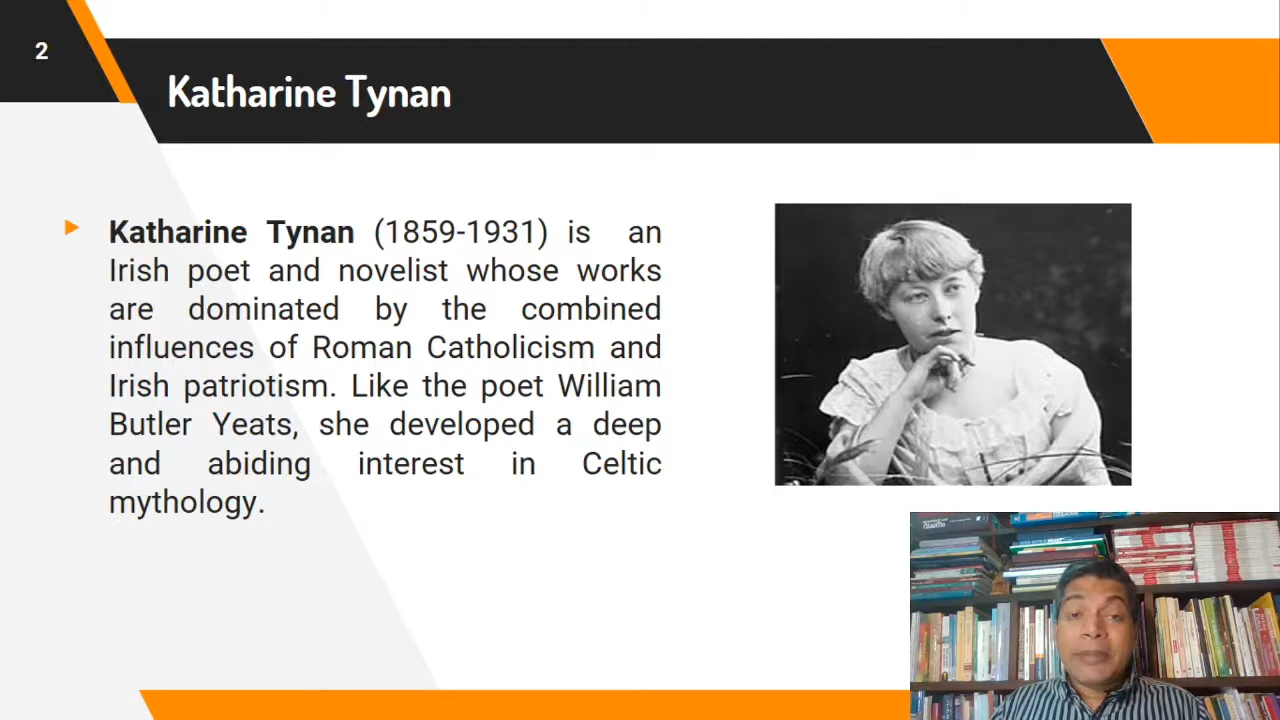 2
Katharine Tynan
Katharine Tynan (1859-1931) is an
Irish poet and novelist whose works
are dominated by the combined
influences of Roman Catholicism and
Irish patriotism. Like the poet William
Butler Yeats, she developed a deep
and abiding interest in Celtic
mythology.